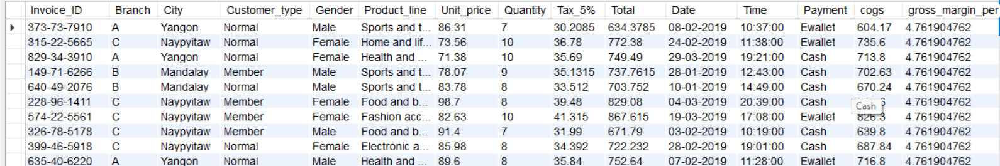 Invoice_ID Branch City Customer_type Gender Product_line Unit_price Quantity Tax_5% Total Date Time Payment cogs gross_margin_per
373-73-7910 A Yangon Normal Male Sports and t... 86.31 7 30.2085 634.3785 08-02-2019 10:37:00 Ewallet 604.17 4.761904762
315-22-5665 C Naypyitaw Normal Female Home and lif... 73.56 10 36.78 772.38 24-02-2019 11:38:00 Ewallet 735.6 4.761904762
829-34-3910 A Yangon Normal Female Health and ... 71.38 10 35.69 749.49 29-03-2019 19:21:00 Cash 713.8 4.761904762
149-71-6266 B Mandalay Member Male Sports and t... 78.07 9 35.1315 737.7615 28-01-2019 12:43:00 Cash 702.63 4.761904762
640-49-2076 B Mandalay Normal Male Sports and t... 83.78 8 33.512 703.752 10-01-2019 14:49:00 Cash 670.24 4.761904762
228-96-1411 C Naypyitaw Member Female Food and b... 98.7 8 39.48 829.08 04-03-2019 20:39:00 Cash 4.761904762
Cash
574-22-5561 C Naypyitaw Member Female Fashion acc... 82.63 10 41.315 867.615 19-03-2019 17:08:00 Ewallet 826.3 4.761904762
326-78-5178 C Naypyitaw Member Male Food and b... 91.4 7 31.99 671.79 03-02-2019 10:19:00 Cash 639.8 4.761904762
399-46-5918 C Naypyitaw Normal Female Electronic a... 85.98 8 34.392 722.232 28-02-2019 19:01:00 Cash 687.84 4.761904762
635-40-6220 A Yangon Normal Male Health and ... 89.6 8 35.84 752.64 07-02-2019 11:28:00 Ewallet 716.8 4.761904762